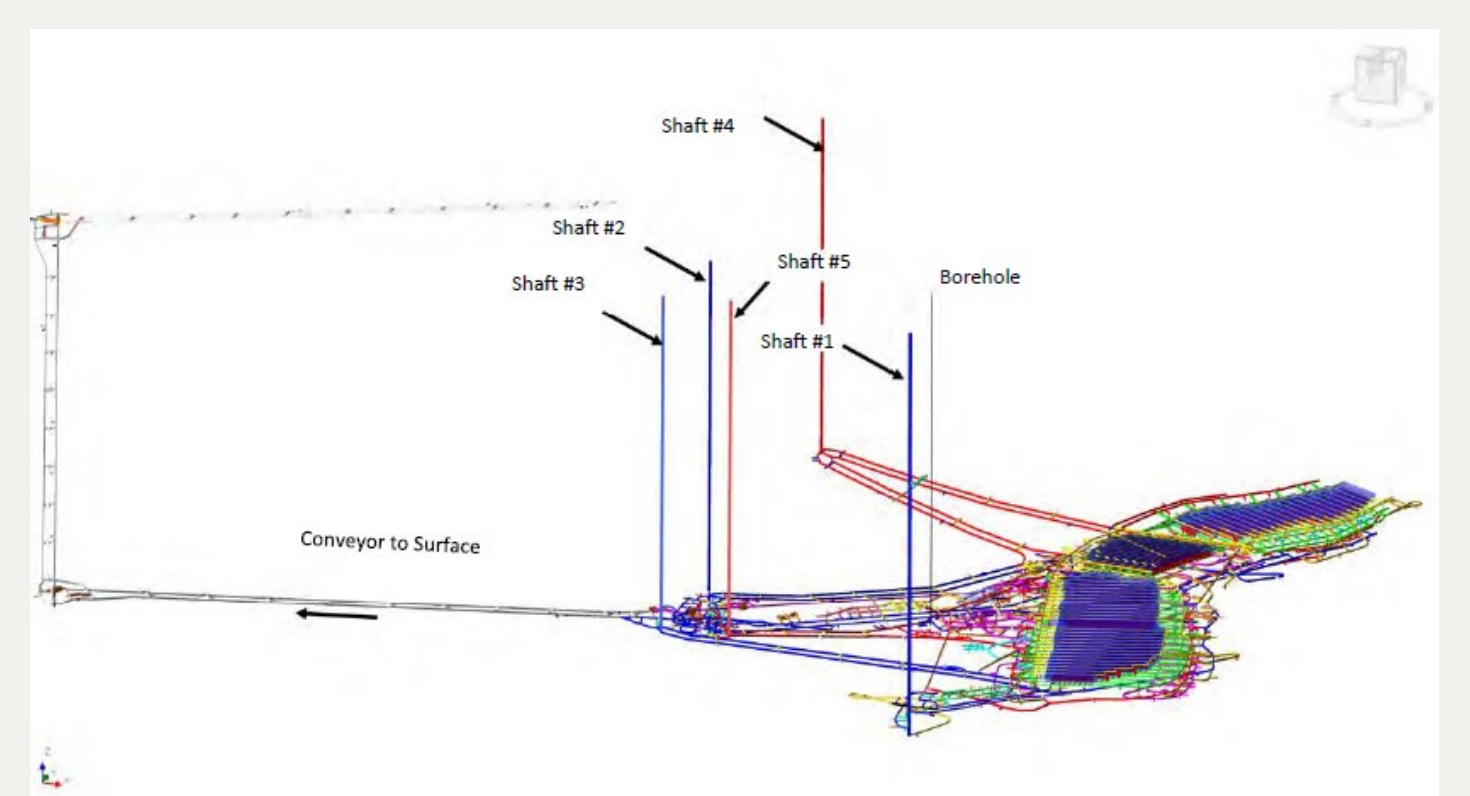 Shaft #4
Shaft #2
Shaft #5
Shaft #3
Borehole
Shaft #1
Conveyor to Surface